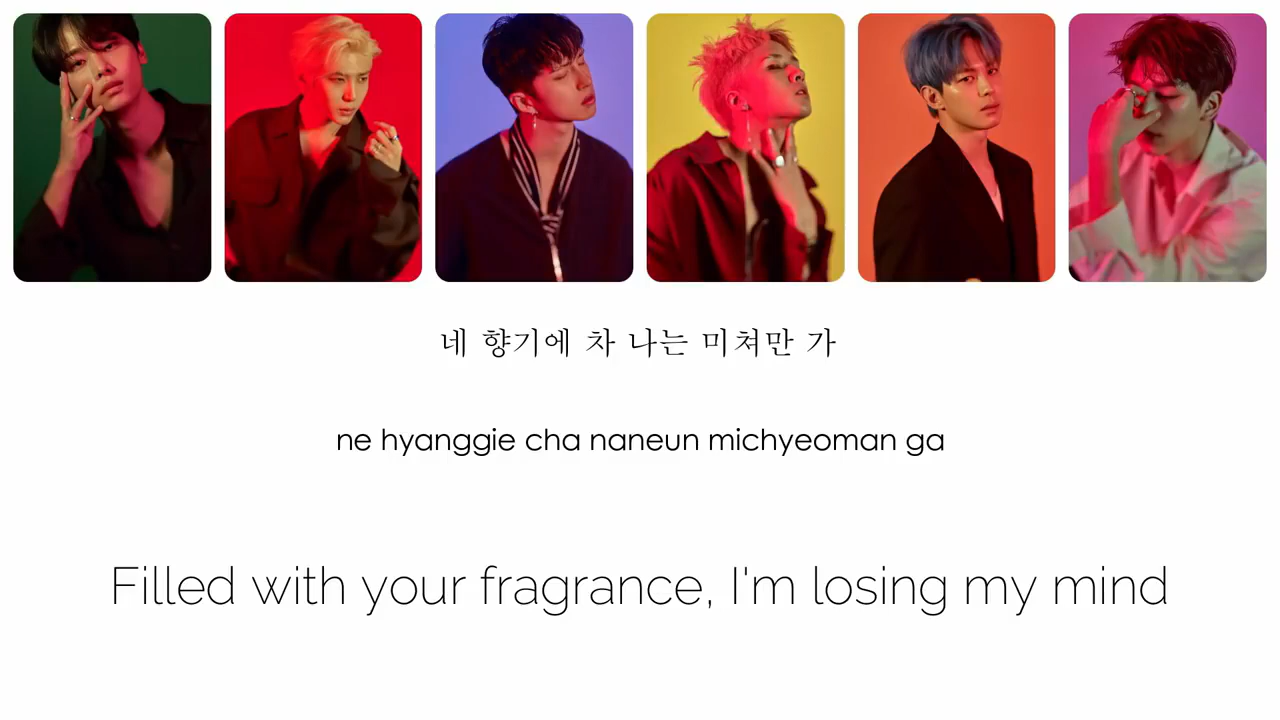 네 향기에 차 나는 미쳐만 가
ne hyanggie cha naneun michyeoman ga
Filled with your fragrance, I'm losing my mind